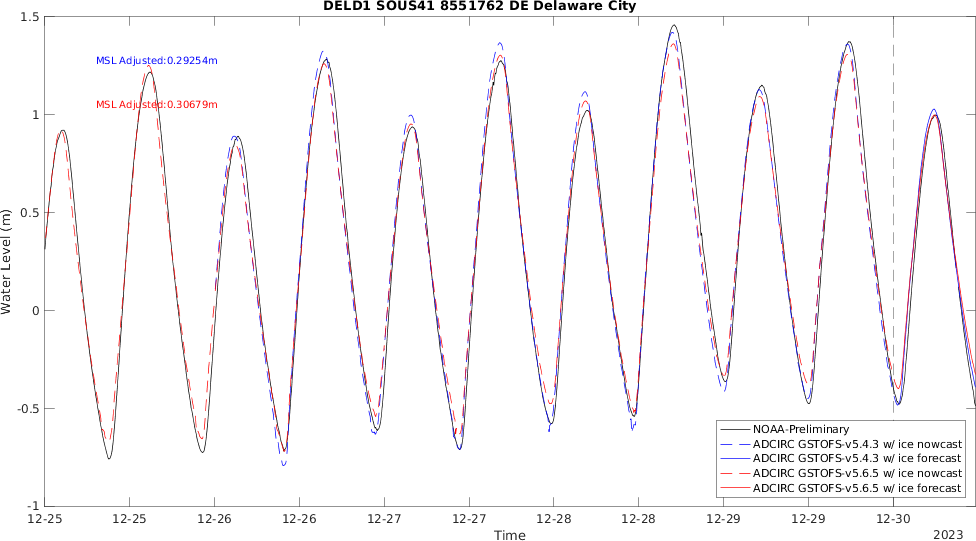 DELD1 SOUS41 8551762 DE Delaware City
1.5
MSL Adjusted:0.29254m
MSL Adjusted:0.30679m
1
0.5
Water Level (m)
0
-0.5
-1
NOAA-Preliminary
ADCIRC GSTOFS-v5.4.3 w/ ice nowcast
ADCIRC GSTOFS-v5.4.3 w/ ice forecast
ADCIRC GSTOFS-v5.6.5 w/ ice nowcast
ADCIRC GSTOFS-v5.6.5 w/ ice forecast
12-25 12-25 12-26 12-26 12-27 12-27 12-28 12-28 12-29 12-29 12-30
Time
2023